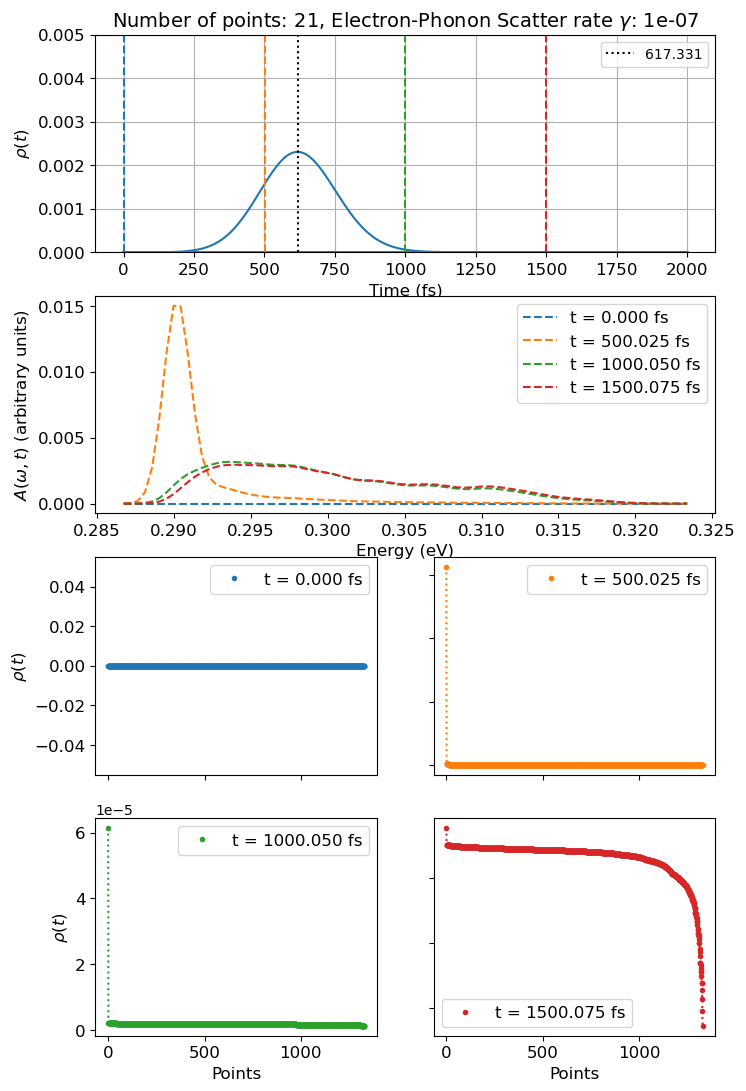 Number of points: 21, Electron-Phonon Scatter rate γ: 1e-07
0.005
0.004
0.003
0.002
0.001
0.000
ρ(t)
617.331
0 250 500 750 1000 1250 1500 1750 2000
Time (fs)
0.015
0.010
0.005
0.000
A(ω, t) (arbitrary units)
t = 0.000 fs
t = 500.025 fs
t = 1000.050 fs
t = 1500.075 fs
0.285 0.290 0.295 0.300 0.305 0.310 0.315 0.320 0.325
Energy (eV)
0.04
0.02
0.00
−0.02
−0.04
ρ(t)
t = 0.000 fs
t = 500.025 fs
1e−5
6
4
2
0
ρ(t)
t = 1000.050 fs
t = 1500.075 fs
0 500 1000
Points
0 500 1000
Points